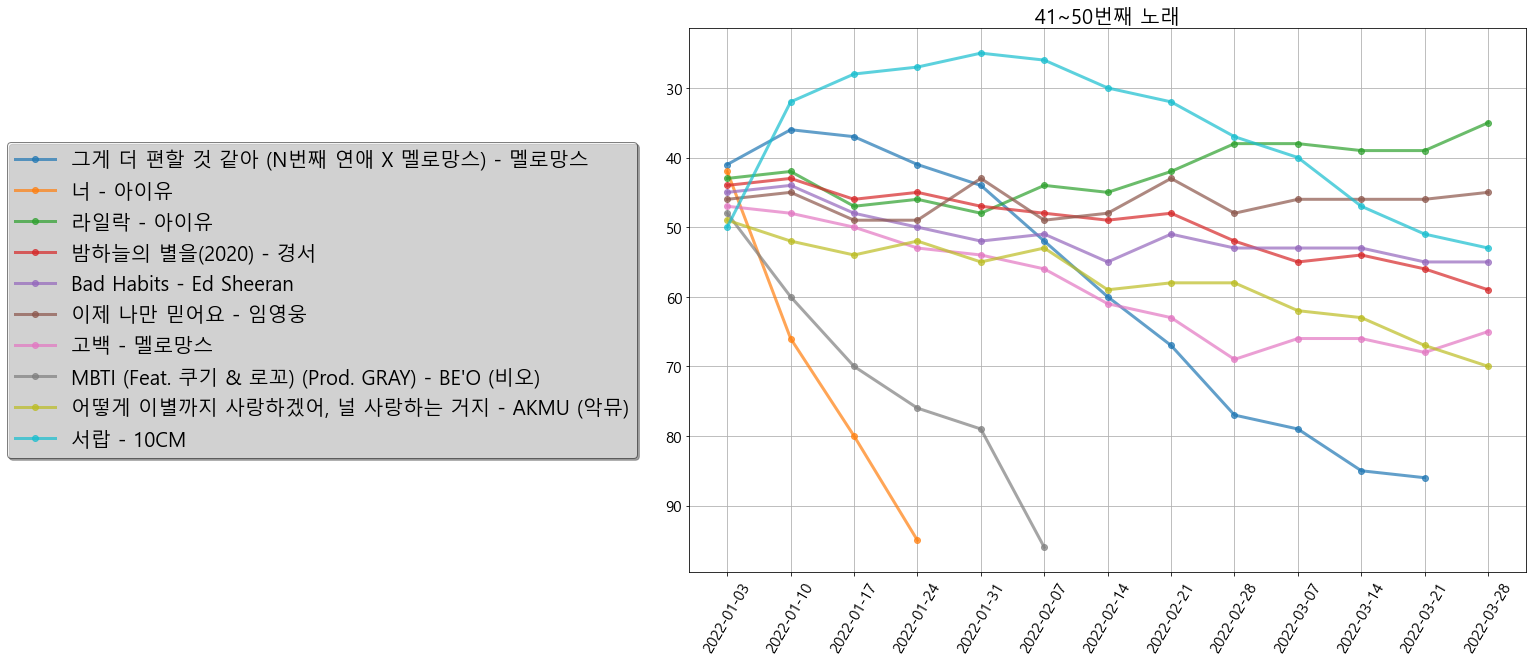 41~50번째 노래
그게 더 편할 것 같아 (N번째 연애 X 멜로망스) - 멜로망스
너 - 아이유
라일락 - 아이유
밤하늘의 별을(2020) - 경서
Bad Habits - Ed Sheeran
이제 나만 믿어요 - 임영웅
고백 - 멜로망스
MBTI (Feat. 쿠기 & 로꼬) (Prod. GRAY) - BE'O (비오)
어떻게 이별까지 사랑하겠어, 널 사랑하는 거지 - AKMU (악뮤)
서랍 - 10CM
30
40
50
60
70
80
90
2022-01-03
2022-01-10
2022-01-17
2022-01-24
2022-01-31
2022-02-07
2022-02-14
2022-02-21
2022-02-28
2022-03-07
2022-03-14
2022-03-21
2022-03-28